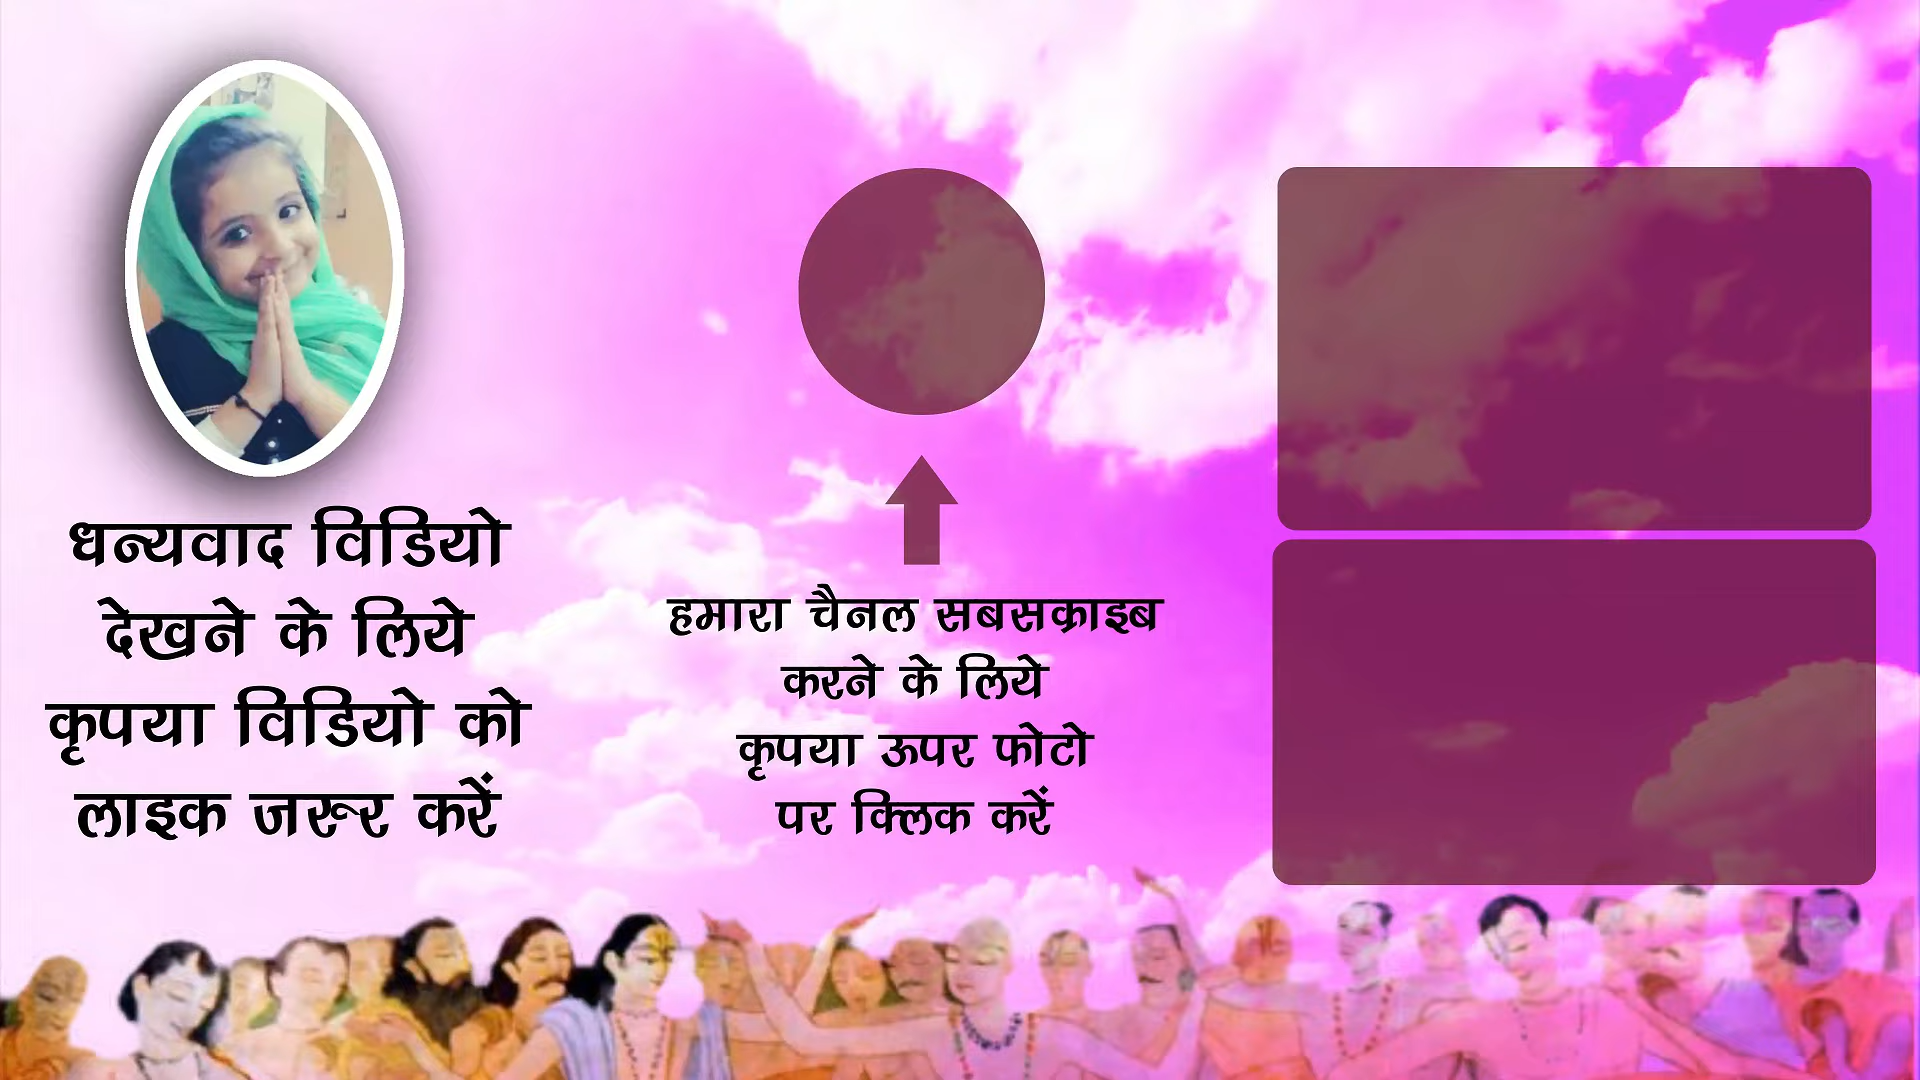 धन्यवाद विडियो
देखने के लिये
कृपया विडियो को
लाइक जरूर करें
हमारा चैनल सबसक्राइब
करने के लिये
कृपया ऊपर फोटो
पर क्लिक करें